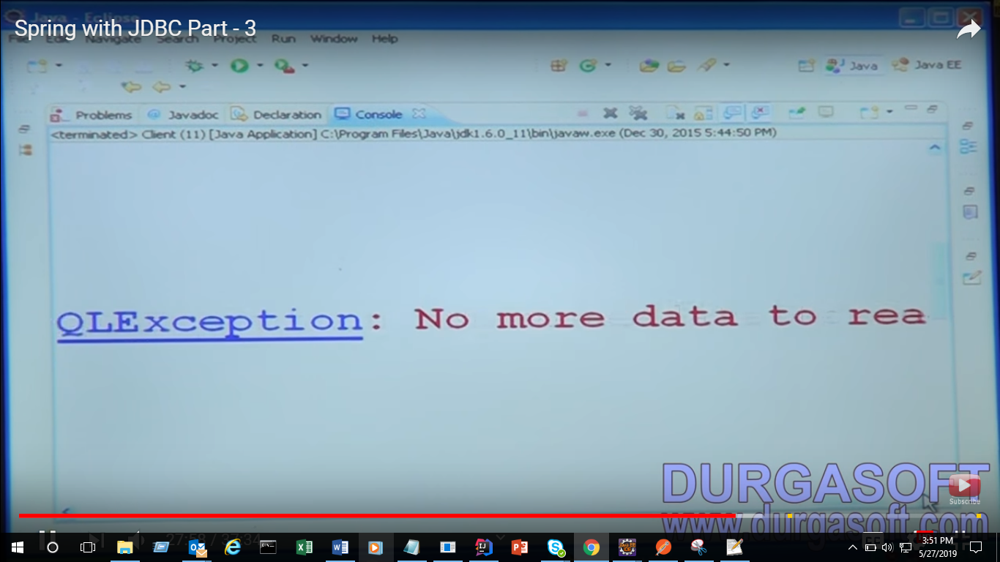 Java - Eclipse
Spring with JDBC Part - 3
File Edit Navigate Search Project Run Window Help
Java Java EE
Problems Javadoc Declaration Console
<terminated> Client (11) [Java Application] C:\Program Files\Java\jdk1.6.0_11\bin\javaw.exe (Dec 30, 2015 5:44:50 PM)
QLException: No more data to rea
DURGASOFT
Subscribe
www.durgasoft.com
27:58 / 37:34
3:51 PM
5/27/2019